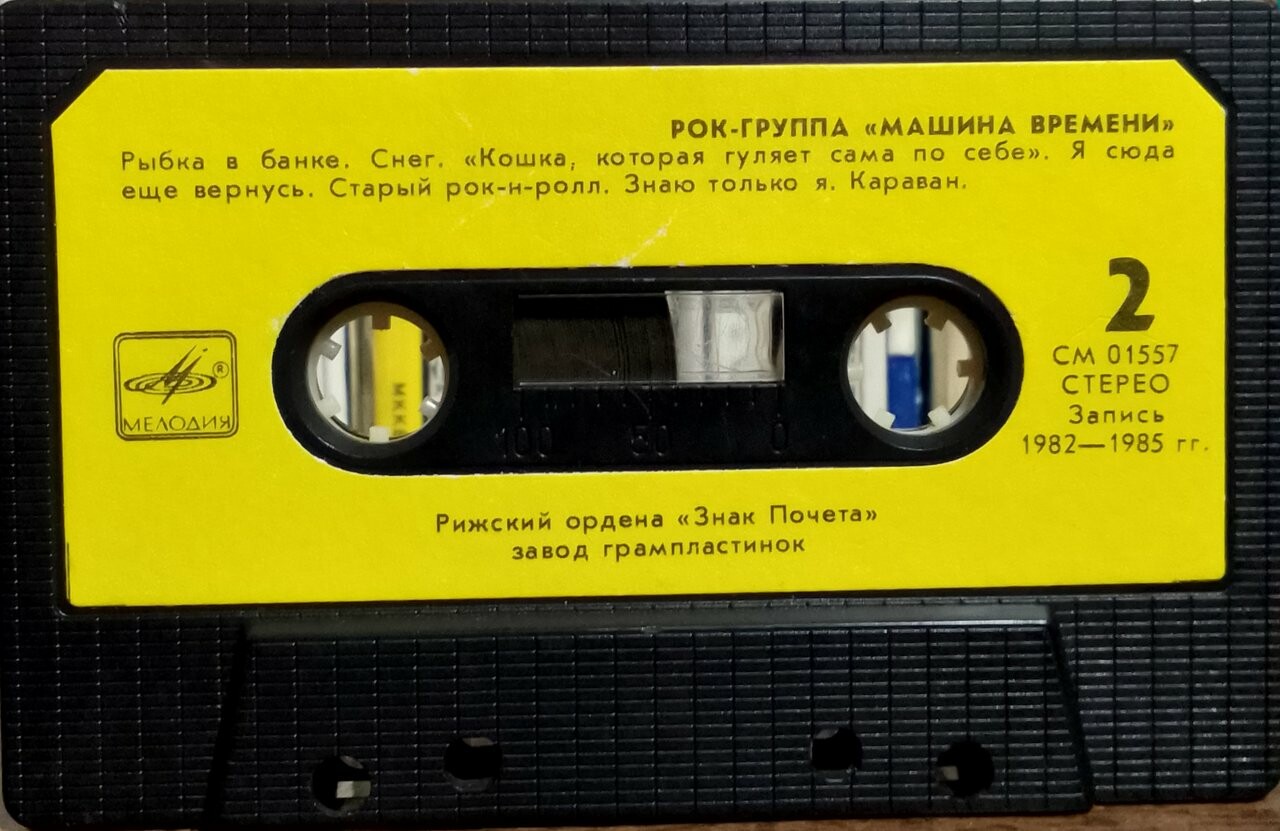 РОК-ГРУППА «МАШИНА ВРЕМЕНИ»
Рыбка в банке. Снег. «Кошка, которая гуляет сама по себе». Я сюда
еще вернусь. Старый рок-н-ролл. Знаю только я. Караван.
2
СМ 01557
СТЕРЕО
Запись
1982—1985 гг.
®
МЕЛОДИЯ
МКК
100 50 0
Рижский ордена «Знак Почета»
завод грампластинок